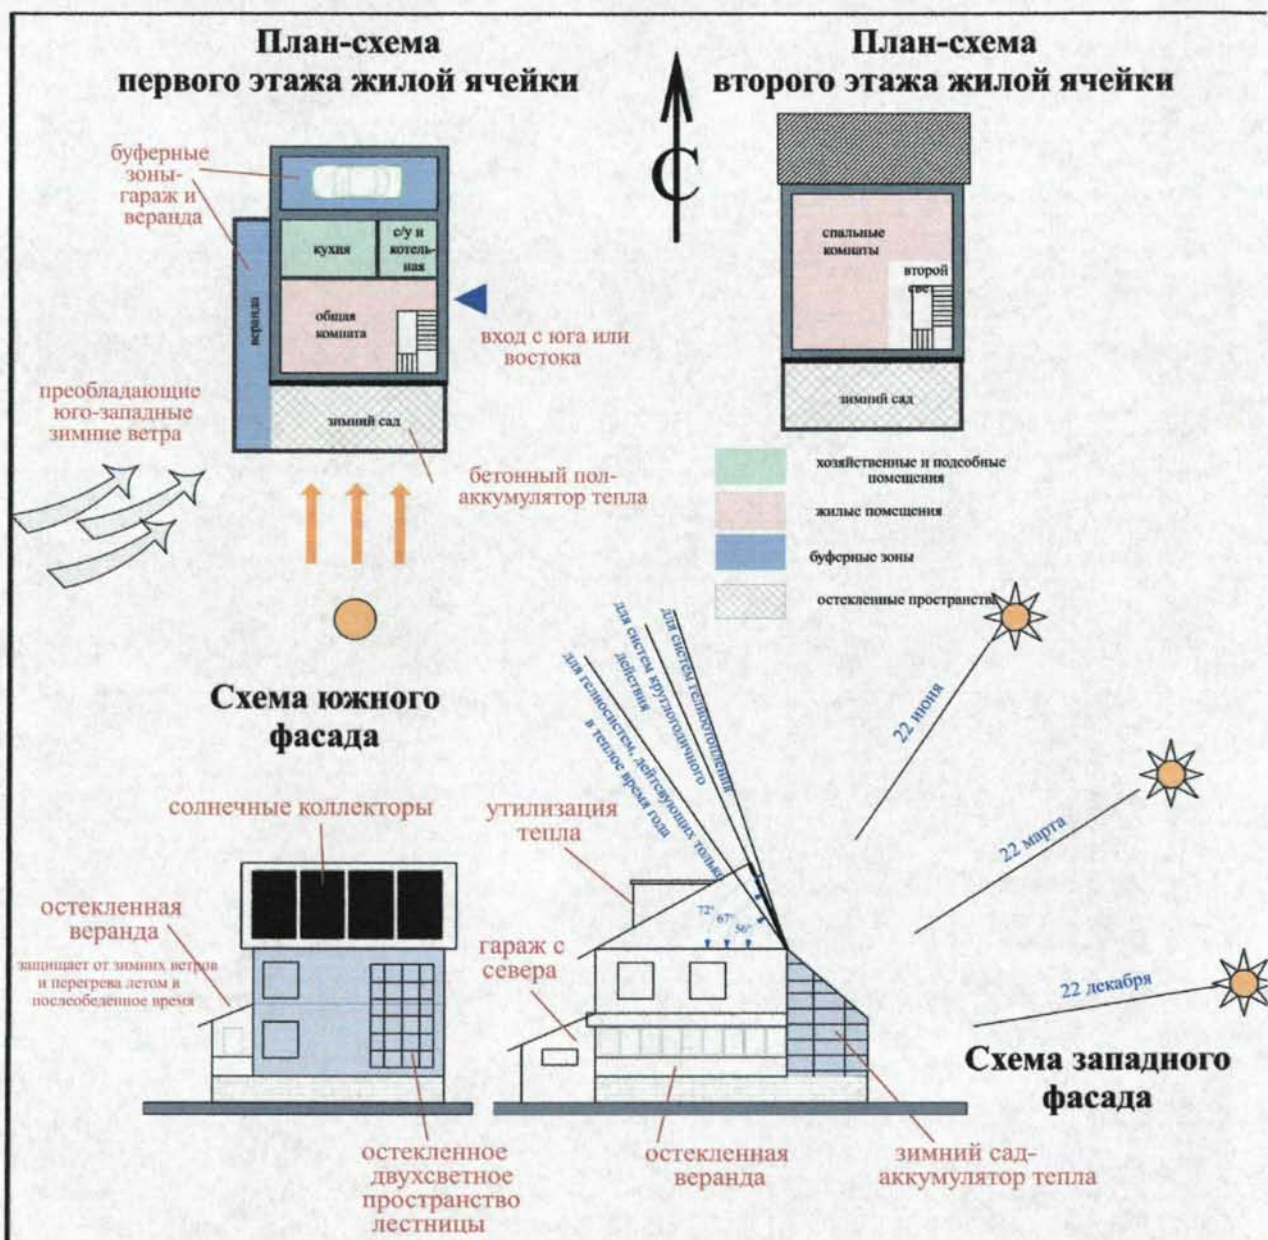 План-схема
первого этажа жилой ячейки
План-схема
второго этажа жилой ячейки
С
буферные
зоны-
гараж и
веранда
кухня
с/у и
котель-
ная
веранда
общая
комната
зимний сад
вход с юга или
востока
преобладающие
юго-западные
зимние ветра
бетонный пол-
аккумулятор тепла
спальные
комнаты
второй
све
зимний сад
хозяйственные и подсобные
помещения
жилые помещения
буферные зоны
остекленные пространства
Схема южного
фасада
солнечные коллекторы
остекленная
веранда
защищает от зимних ветров
и перегрева летом в
послеобеденное время
остекленное
двухсветное
пространство
лестницы
для гелиосистем, дейтсвующих только
в теплое время года
для систем круглогодичного
действия
для систем гелиоотопления
утилизация
тепла
гараж с
севера
72°
67°
56°
22 июня
22 марта
22 декабря
Схема западного
фасада
остекленная
веранда
зимний сад-
аккумулятор тепла